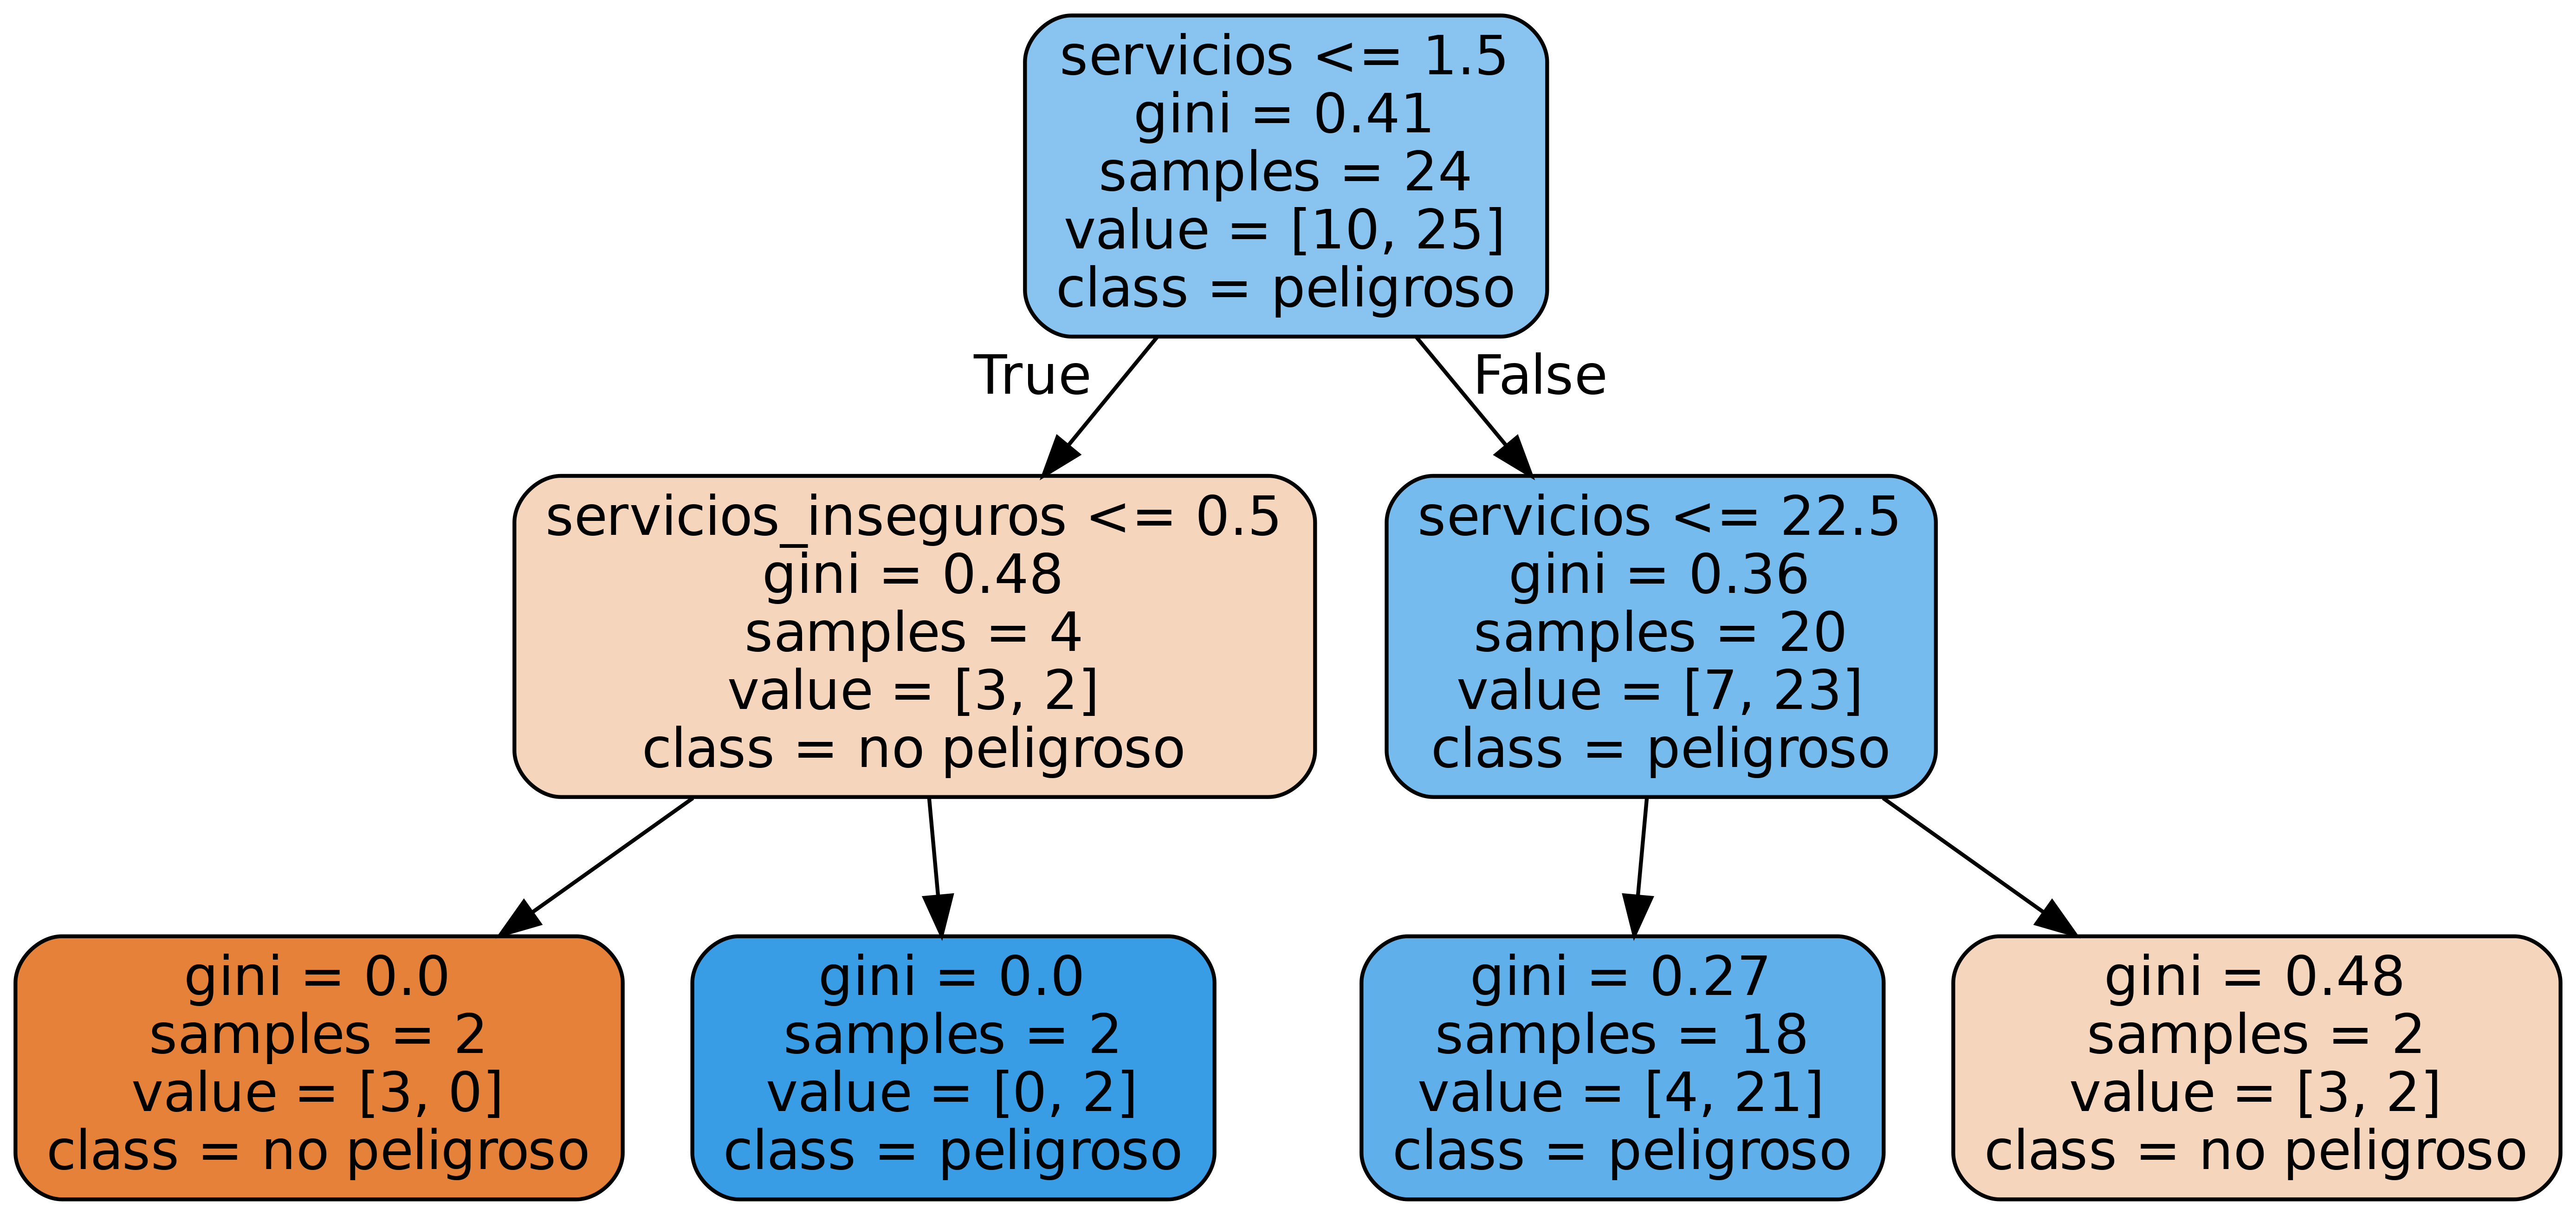 servicios <= 1.5
gini = 0.41
samples = 24
value = [10, 25]
class = peligroso
True
False
servicios_inseguros <= 0.5
gini = 0.48
samples = 4
value = [3, 2]
class = no peligroso
servicios <= 22.5
gini = 0.36
samples = 20
value = [7, 23]
class = peligroso
gini = 0.0
samples = 2
value = [3, 0]
class = no peligroso
gini = 0.0
samples = 2
value = [0, 2]
class = peligroso
gini = 0.27
samples = 18
value = [4, 21]
class = peligroso
gini = 0.48
samples = 2
value = [3, 2]
class = no peligroso